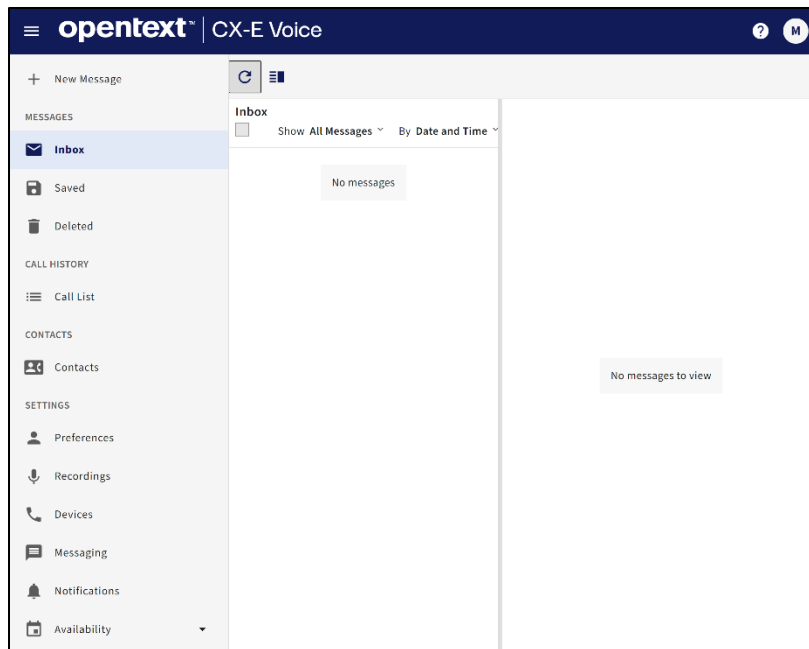 opentext™ | CX-E Voice
M
New Message
MESSAGES
Inbox
Saved
Deleted
CALL HISTORY
Call List
CONTACTS
Contacts
SETTINGS
Preferences
Recordings
Devices
Messaging
Notifications
Availability
Inbox
Show All Messages By Date and Time
No messages
No messages to view